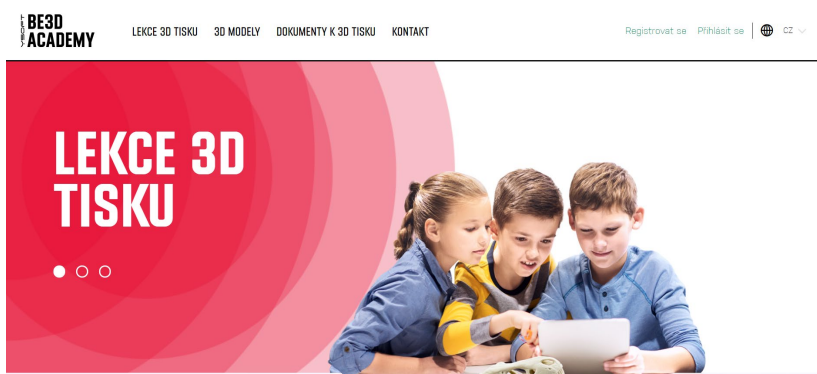 YSOFT
BE3D
ACADEMY
LEKCE 3D TISKU
3D MODELY
DOKUMENTY K 3D TISKU
KONTAKT
Registrovat se
Přihlásit se
CZ
LEKCE 3D
TISKU